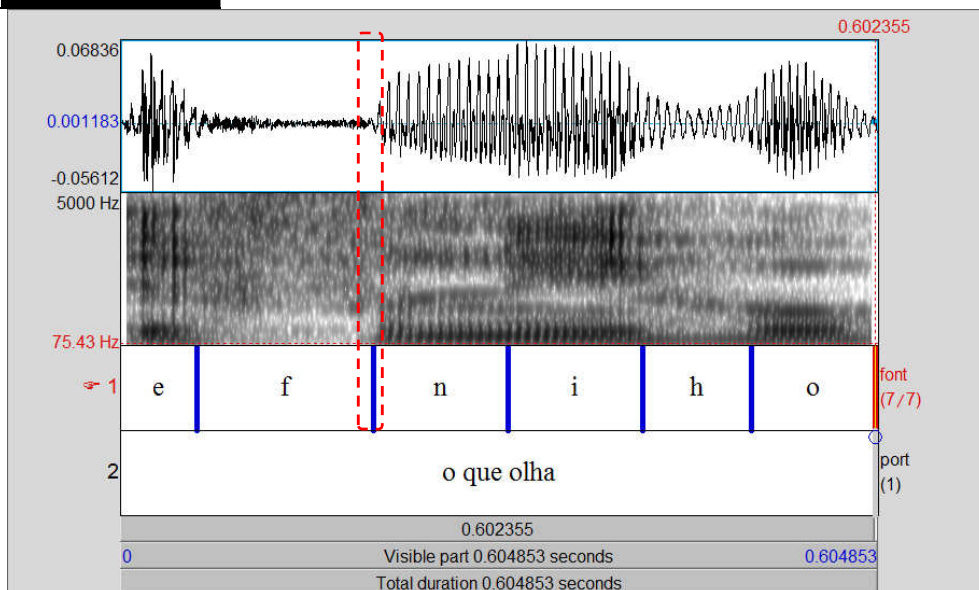 0.602355
0.06836
0.001183
-0.05612
5000 Hz
75.43 Hz
☞ 1 e f n i h o font (7/7)
2 o que olha port (1)
0.602355
0 Visible part 0.604853 seconds 0.604853
Total duration 0.604853 seconds